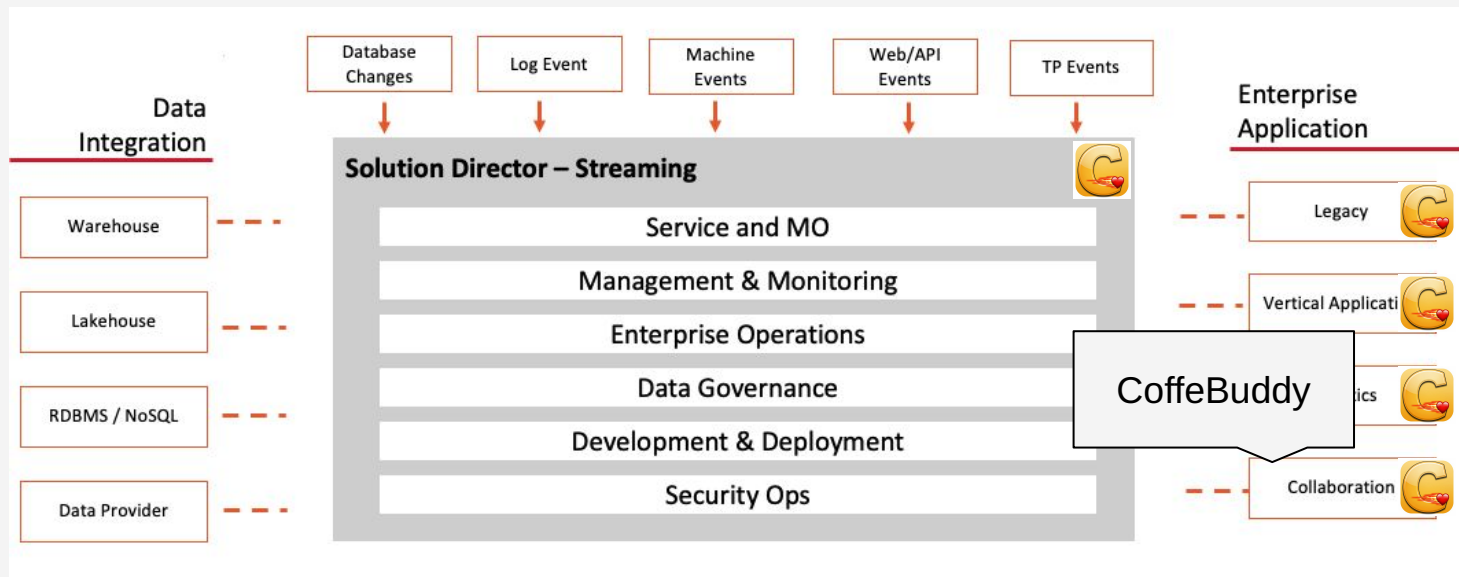 Database
Changes
Log Event
Machine
Events
Web/API
Events
TP Events
Data
Integration
Enterprise
Application
Solution Director – Streaming
Warehouse
Lakehouse
RDBMS / NoSQL
Data Provider
Service and MO
Management & Monitoring
Enterprise Operations
Data Governance
Development & Deployment
Security Ops
Legacy
Vertical Applicati
CoffeBuddy
tics
Collaboration
C
C
C
C
C